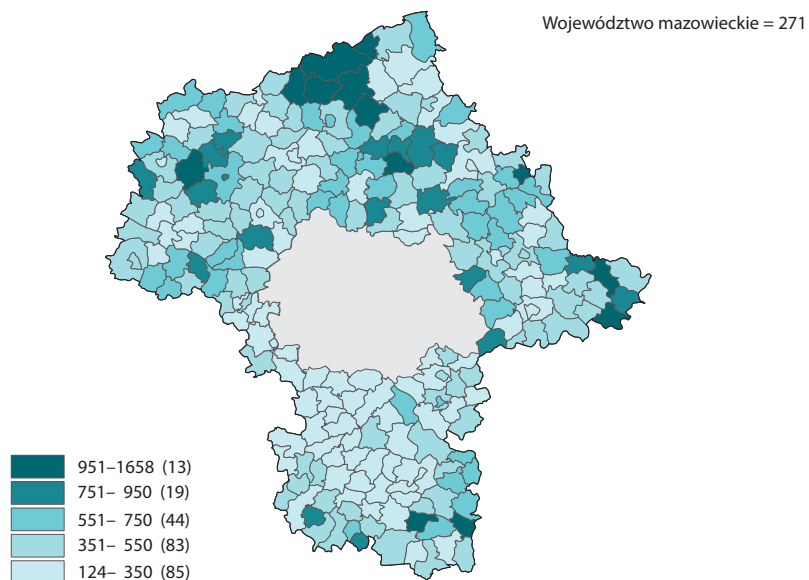 Województwo mazowieckie = 271
951–1658 (13)
751– 950 (19)
551– 750 (44)
351– 550 (83)
124– 350 (85)